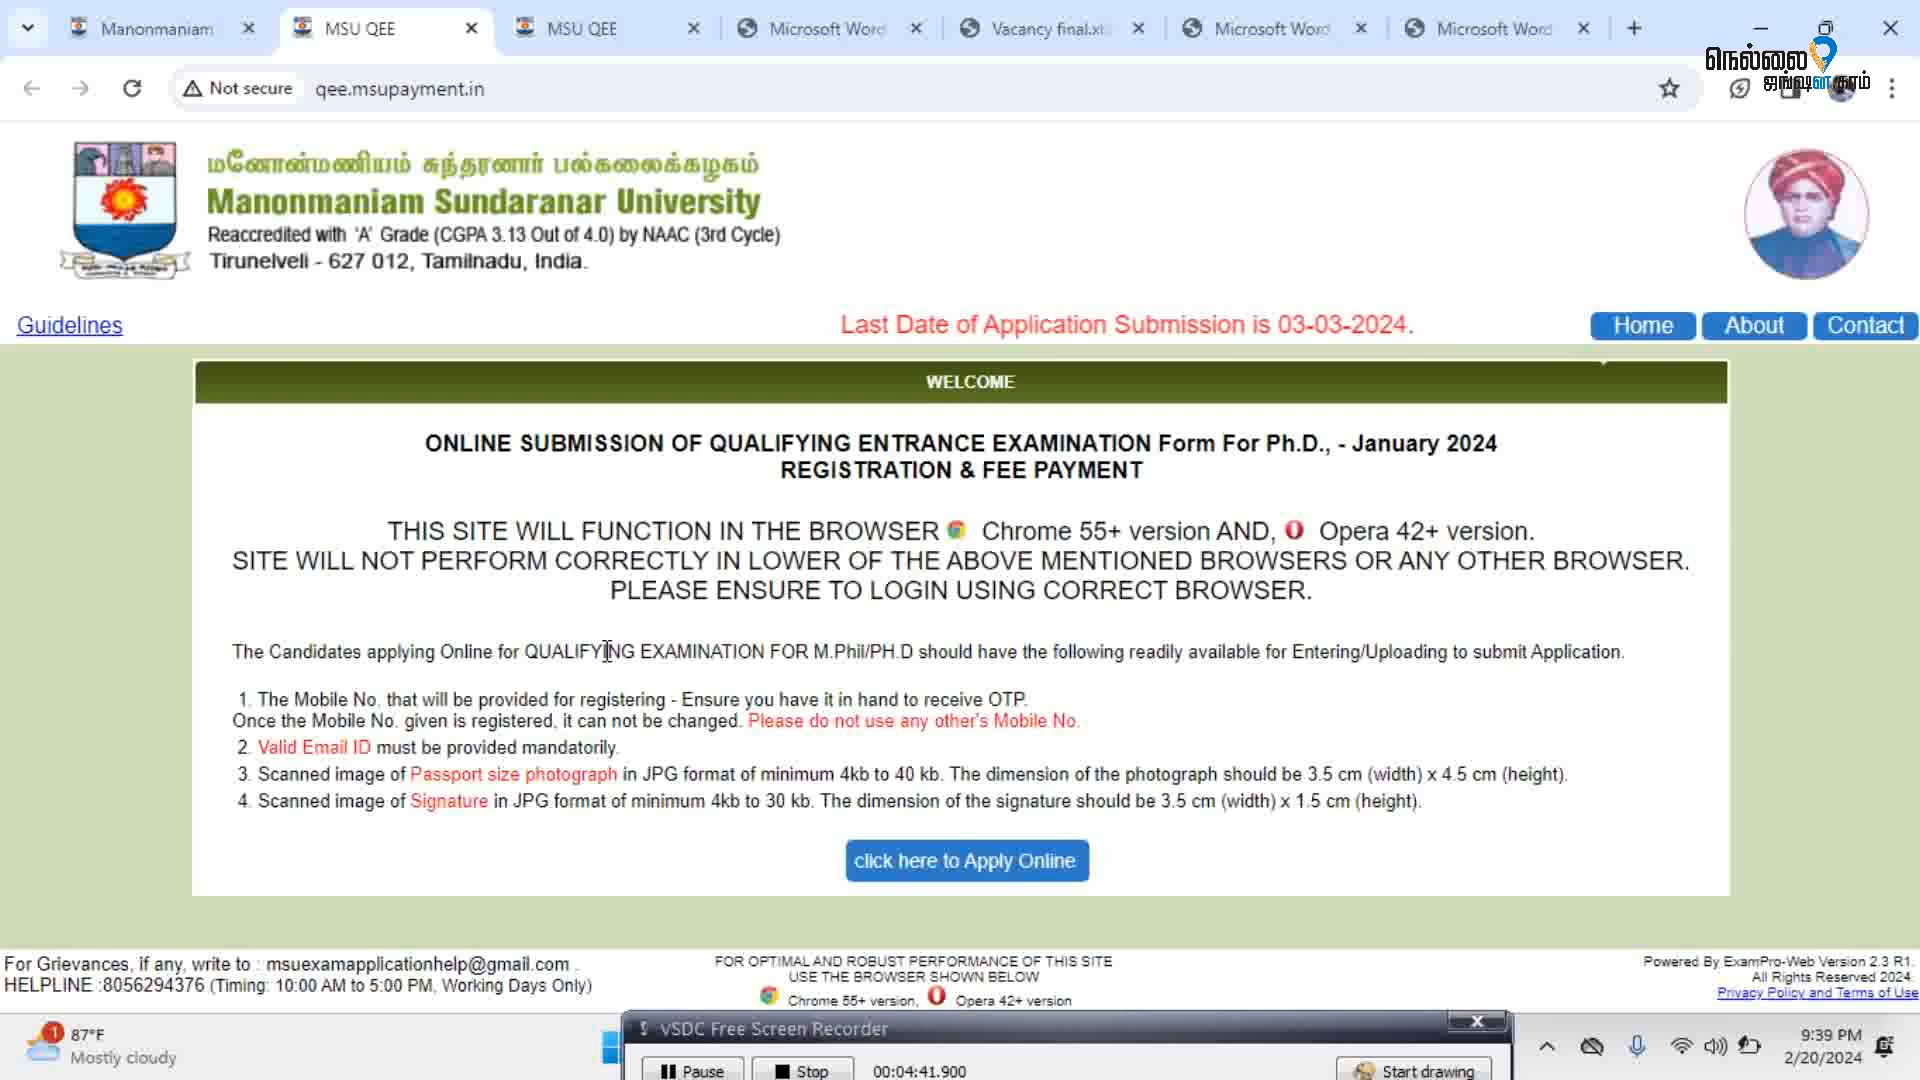 Manonmaniam
MSU QEE
MSU QEE
Microsoft Word
Vacancy final.xl
Microsoft Word
Microsoft Word
நெல்லை
ஜங்ஷன்.காம்
Not secure
qee.msupayment.in
மனோன்மணியம் சுந்தரனார் பல்கலைக்கழகம்
Manonmaniam Sundaranar University
Reaccredited with 'A' Grade (CGPA 3.13 Out of 4.0) by NAAC (3rd Cycle)
Tirunelveli - 627 012, Tamilnadu, India.
Guidelines
Last Date of Application Submission is 03-03-2024.
Home About Contact
WELCOME
ONLINE SUBMISSION OF QUALIFYING ENTRANCE EXAMINATION Form For Ph.D., - January 2024
REGISTRATION & FEE PAYMENT
THIS SITE WILL FUNCTION IN THE BROWSER Chrome 55+ version AND, Opera 42+ version.
SITE WILL NOT PERFORM CORRECTLY IN LOWER OF THE ABOVE MENTIONED BROWSERS OR ANY OTHER BROWSER.
PLEASE ENSURE TO LOGIN USING CORRECT BROWSER.
The Candidates applying Online for QUALIFYING EXAMINATION FOR M.Phil/PH.D should have the following readily available for Entering/Uploading to submit Application.
1. The Mobile No. that will be provided for registering - Ensure you have it in hand to receive OTP.
Once the Mobile No. given is registered, it can not be changed. Please do not use any other's Mobile No.
2. Valid Email ID must be provided mandatorily.
3. Scanned image of Passport size photograph in JPG format of minimum 4kb to 40 kb. The dimension of the photograph should be 3.5 cm (width) x 4.5 cm (height).
4. Scanned image of Signature in JPG format of minimum 4kb to 30 kb. The dimension of the signature should be 3.5 cm (width) x 1.5 cm (height).
click here to Apply Online
For Grievances, if any, write to : msuexamapplicationhelp@gmail.com .
HELPLINE :8056294376 (Timing: 10:00 AM to 5:00 PM, Working Days Only)
FOR OPTIMAL AND ROBUST PERFORMANCE OF THIS SITE
USE THE BROWSER SHOWN BELOW
Chrome 55+ version, Opera 42+ version
Powered By ExamPro-Web Version 2.3 R1.
All Rights Reserved 2024.
Privacy Policy and Terms of Use
1
87°F
Mostly cloudy
VSDC Free Screen Recorder
Pause Stop 00:04:41.900 Start drawing
9:39 PM
2/20/2024